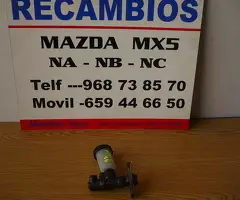 RECAMBIOS
MAZDA MX5
NA - NB - NC
Telf ---968 73 85 70
Movil -659 44 66 50